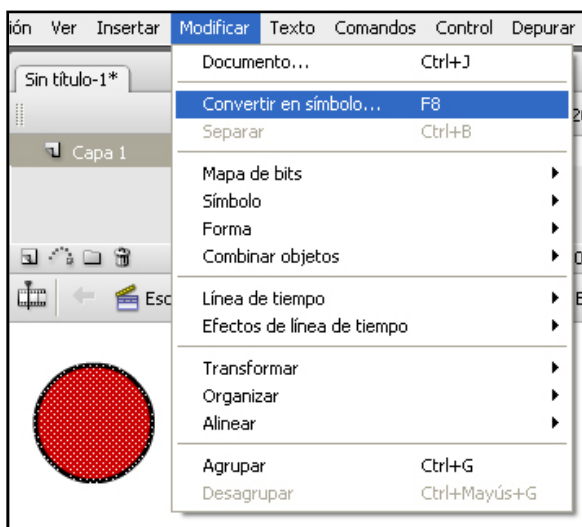 ión Ver Insertar Modificar Texto Comandos Control Depurar
Sin título-1*
Documento... Ctrl+J
Convertir en símbolo... F8
Separar Ctrl+B
Capa 1
Mapa de bits
Símbolo
Forma
Combinar objetos
Esc
Línea de tiempo
Efectos de línea de tiempo
Transformar
Organizar
Alinear
Agrupar Ctrl+G
Desagrupar Ctrl+Mayús+G